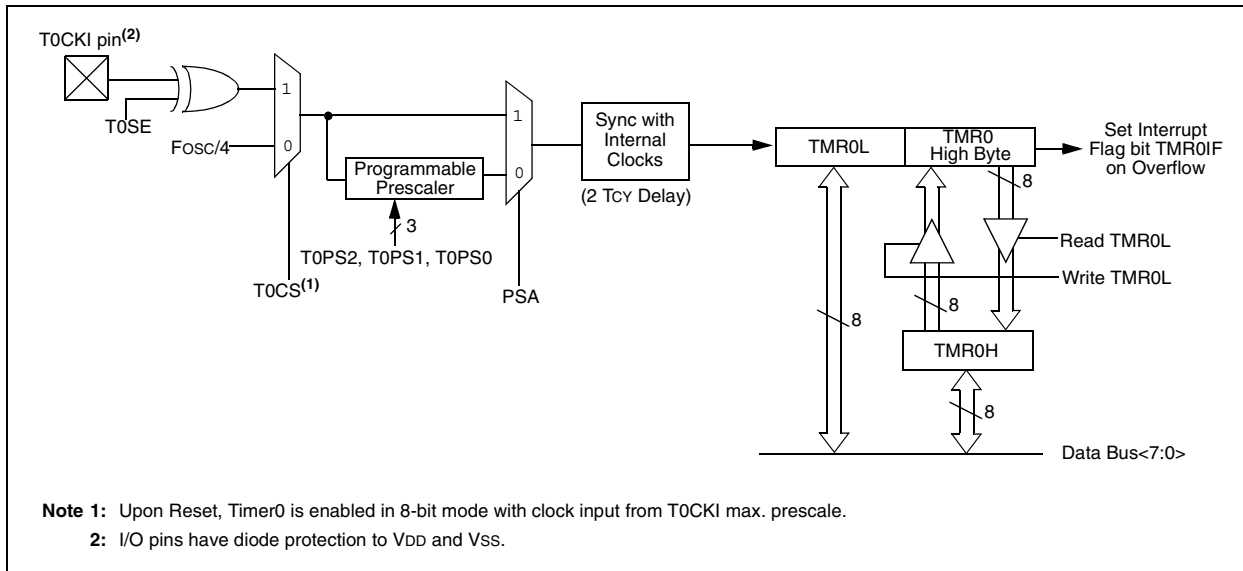 T0CKI pin(2)
T0SE
FOSC/4
1
0
T0CS(1)
Programmable
Prescaler
3
T0PS2, T0PS1, T0PS0
1
0
PSA
Sync with
Internal
Clocks
(2 TCY Delay)
TMR0L
TMR0
High Byte
Set Interrupt
Flag bit TMR0IF
on Overflow
8
Read TMR0L
Write TMR0L
8
8
TMR0H
8
Data Bus<7:0>
Note 1: Upon Reset, Timer0 is enabled in 8-bit mode with clock input from T0CKI max. prescale.
2: I/O pins have diode protection to VDD and VSS.